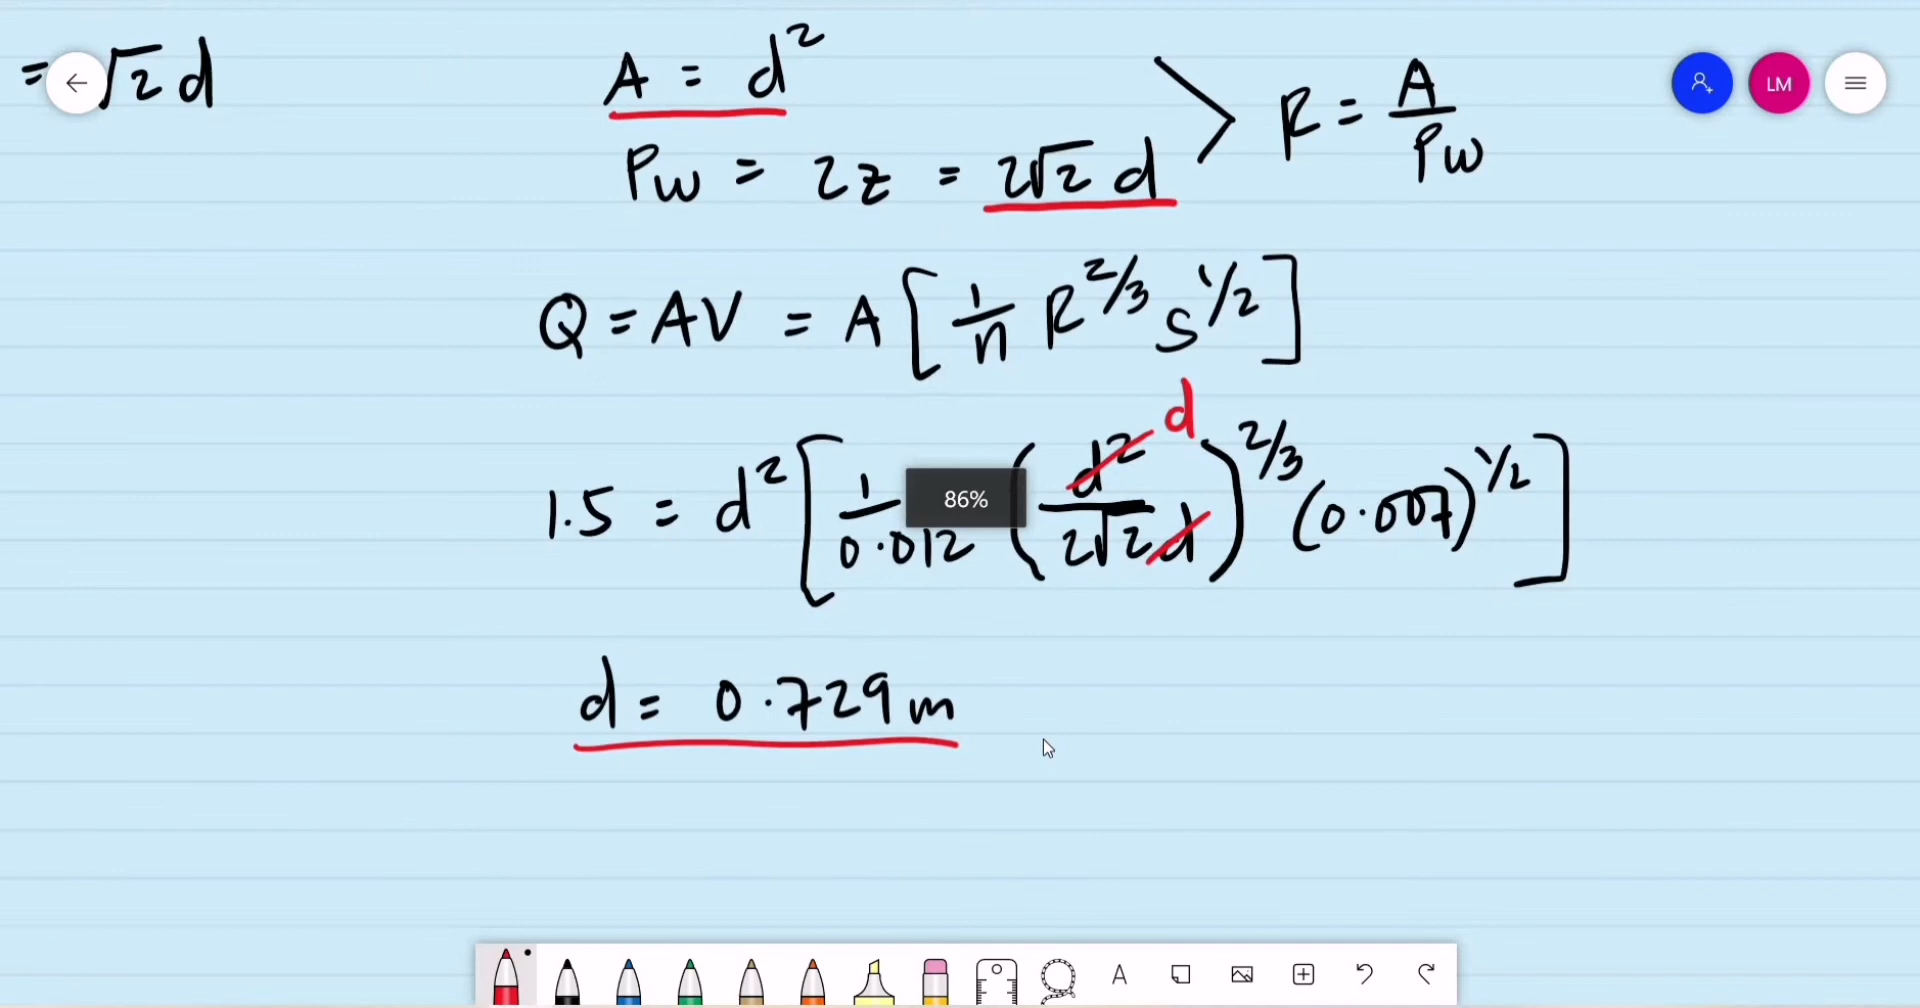 = √2 d
A = d²
Pw = 2z = 2√2 d
R = A/Pw
LM
Q = AV = A[1/n R^2/3 S^1/2]
1.5 = d²[1/0.012 (d²/2√2d)^2/3 (0.007)^1/2]
d
86%
d = 0.729 m
A